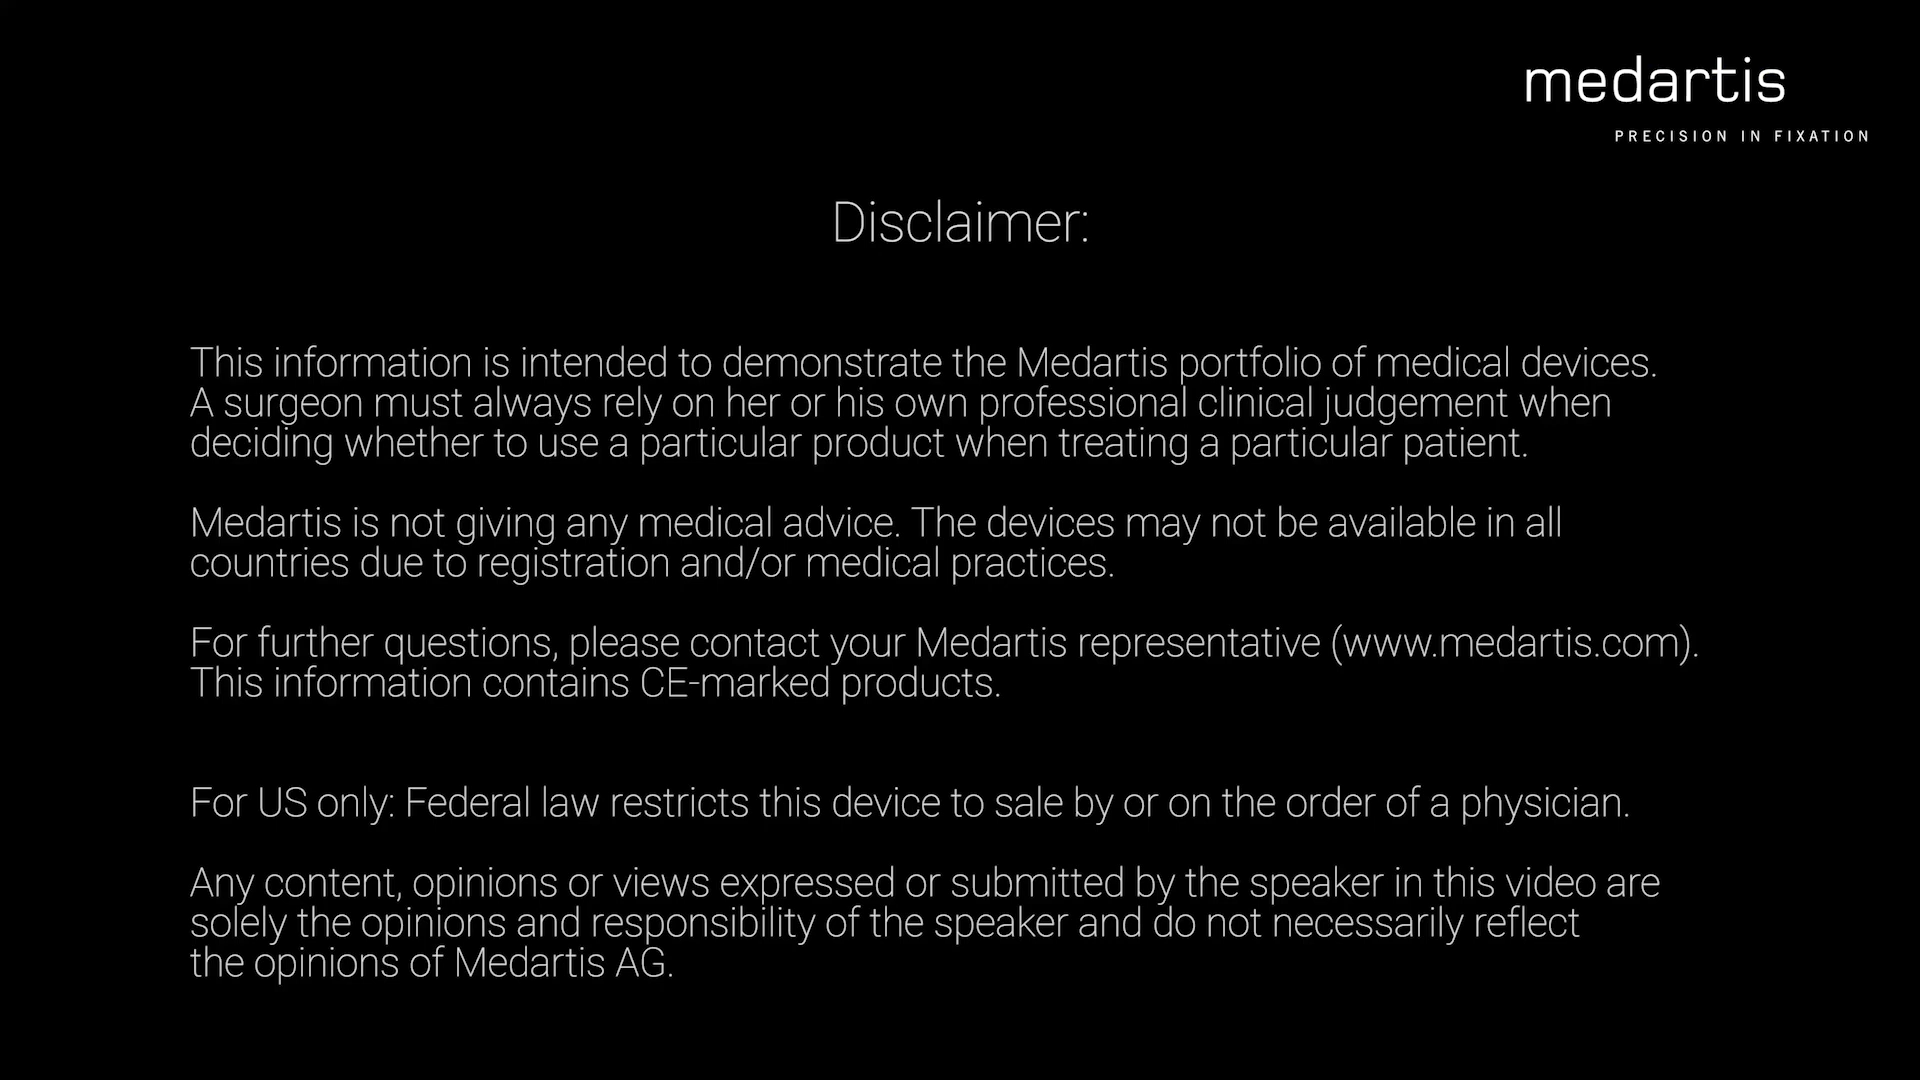 medartis
PRECISION IN FIXATION
Disclaimer:
This information is intended to demonstrate the Medartis portfolio of medical devices.
A surgeon must always rely on her or his own professional clinical judgement when
deciding whether to use a particular product when treating a particular patient.
Medartis is not giving any medical advice. The devices may not be available in all
countries due to registration and/or medical practices.
For further questions, please contact your Medartis representative (www.medartis.com).
This information contains CE-marked products.
For US only: Federal law restricts this device to sale by or on the order of a physician.
Any content, opinions or views expressed or submitted by the speaker in this video are
solely the opinions and responsibility of the speaker and do not necessarily reflect
the opinions of Medartis AG.